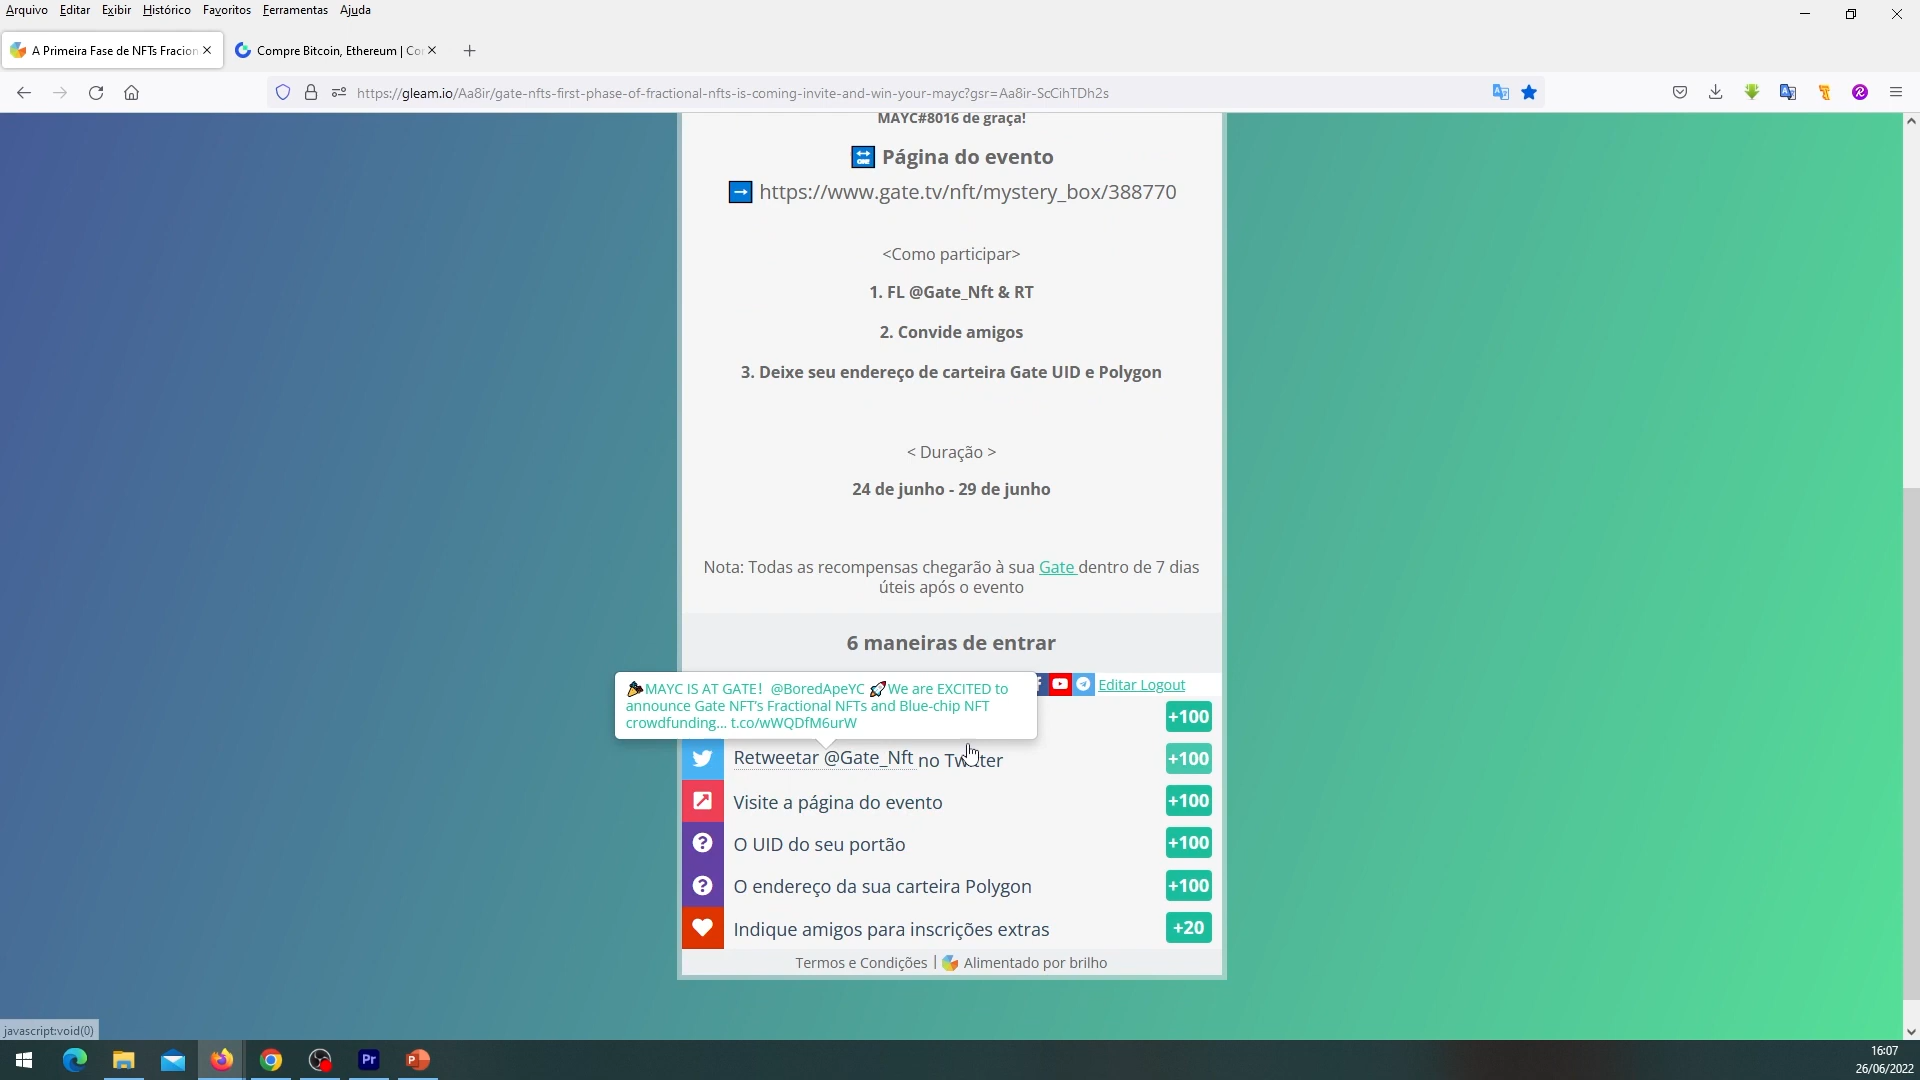 Arquivo Editar Exibir Histórico Favoritos Ferramentas Ajuda
A Primeira Fase de NFTs Fracion
Compre Bitcoin, Ethereum | Co
https://gleam.io/Aa8ir/gate-nfts-first-phase-of-fractional-nfts-is-coming-invite-and-win-your-mayc?gsr=Aa8ir-ScCihTDh2s
MAYC#8016 de graça!
Página do evento
https://www.gate.tv/nft/mystery_box/388770
<Como participar>
1. FL @Gate_Nft & RT
2. Convide amigos
3. Deixe seu endereço de carteira Gate UID e Polygon
< Duração >
24 de junho - 29 de junho
Nota: Todas as recompensas chegarão à sua Gate dentro de 7 dias
úteis após o evento
6 maneiras de entrar
Editar Logout
MAYC IS AT GATE! @BoredApeYC We are EXCITED to
announce Gate NFT's Fractional NFTs and Blue-chip NFT
crowdfunding... t.co/wWQDfM6urW
+100
Retweetar @Gate_Nft no Twitter +100
Visite a página do evento +100
O UID do seu portão +100
O endereço da sua carteira Polygon +100
Indique amigos para inscrições extras +20
Termos e Condições | Alimentado por brilho
javascript:void(0)
Pr
P
16:07
26/06/2022